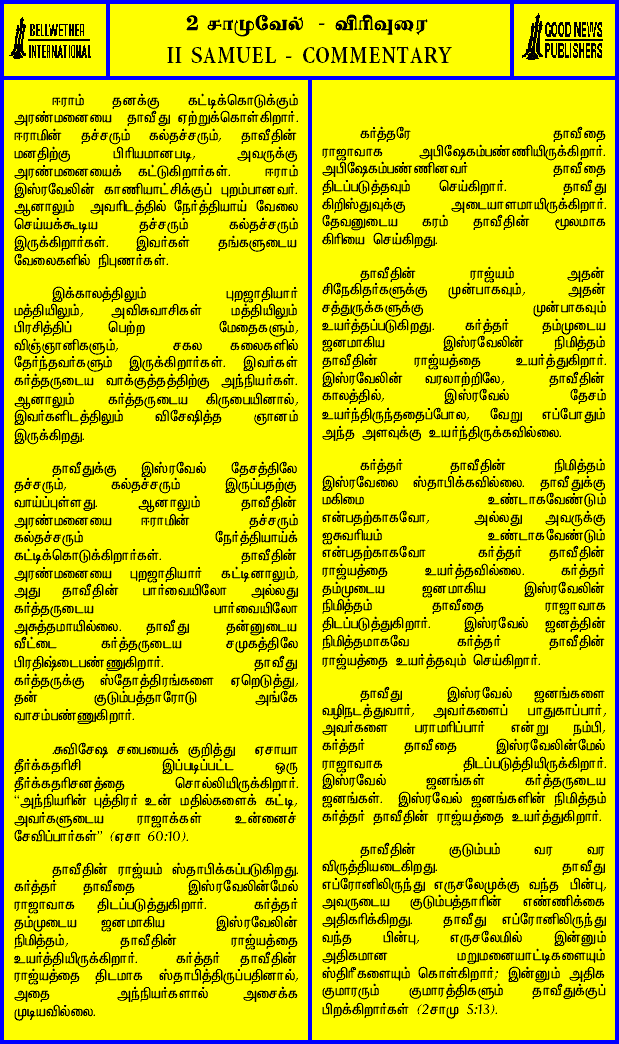 BELLWETHER
INTERNATIONAL
2 சாமுவேல் - விரிவுரை
II SAMUEL - COMMENTARY
GOOD NEWS
PUBLISHERS
ஈராம் தனக்கு கட்டிக்கொடுக்கும்
அரண்மனையை தாவீது ஏற்றுக்கொள்கிறார்.
ஈராமின் தச்சரும் கல்தச்சரும், தாவீதின்
மனதிற்கு பிரியமானபடி, அவருக்கு
அரண்மனையைக் கட்டுகிறார்கள். ஈராம்
இஸ்ரவேலின் காணியாட்சிக்குப் புறம்பானவர்.
ஆனாலும் அவரிடத்தில் நேர்த்தியாய் வேலை
செய்யக்கூடிய தச்சரும் கல்தச்சரும்
இருக்கிறார்கள். இவர்கள் தங்களுடைய
வேலைகளில் நிபுணர்கள்.
இக்காலத்திலும் புறஜாதியார்
மத்தியிலும், அவிசுவாசிகள் மத்தியிலும்
பிரசித்திப் பெற்ற மேதைகளும்,
விஞ்ஞானிகளும், சகல கலைகளில்
தேர்ந்தவர்களும் இருக்கிறார்கள். இவர்கள்
கர்த்தருடைய வாக்குத்தத்திற்கு அந்நியர்கள்.
ஆனாலும் கர்த்தருடைய கிருபையினால்,
இவர்களிடத்திலும் விசேஷித்த ஞானம்
இருக்கிறது.
தாவீதுக்கு இஸ்ரவேல் தேசத்திலே
தச்சரும், கல்தச்சரும் இருப்பதற்கு
வாய்ப்புள்ளது. ஆனாலும் தாவீதின்
அரண்மனையை ஈராமின் தச்சரும்
கல்தச்சரும் நேர்த்தியாய்க்
கட்டிக்கொடுக்கிறார்கள். தாவீதின்
அரண்மனையை புறஜாதியார் கட்டினாலும்,
அது தாவீதின் பார்வையிலோ அல்லது
கர்த்தருடைய பார்வையிலோ
அசுத்தமாயில்லை. தாவீது தன்னுடைய
வீட்டை கர்த்தருடைய சமுகத்திலே
பிரதிஷ்டைபண்ணுகிறார். தாவீது
கர்த்தருக்கு ஸ்தோத்திரங்களை ஏறெடுத்து,
தன் குடும்பத்தாரோடு அங்கே
வாசம்பண்ணுகிறார்.
சுவிசேஷ சபையைக் குறித்து ஏசாயா
தீர்க்கதரிசி இப்படிப்பட்ட ஒரு
தீர்க்கதரிசனத்தை சொல்லியிருக்கிறார்.
“அந்நியரின் புத்திரர் உன் மதில்களைக் கட்டி,
அவர்களுடைய ராஜாக்கள் உன்னைச்
சேவிப்பார்கள்” (ஏசா 60:10).
தாவீதின் ராஜ்யம் ஸ்தாபிக்கப்படுகிறது.
கர்த்தர் தாவீதை இஸ்ரவேலின்மேல்
ராஜாவாக திடப்படுத்துகிறார். கர்த்தர்
தம்முடைய ஜனமாகிய இஸ்ரவேலின்
நிமித்தம், தாவீதின் ராஜ்யத்தை
உயர்த்தியிருக்கிறார். கர்த்தர் தாவீதின்
ராஜ்யத்தை திடமாக ஸ்தாபித்திருப்பதினால்,
அதை அந்நியர்களால் அசைக்க
முடியவில்லை.
கர்த்தரே தாவீதை
ராஜாவாக அபிஷேகம்பண்ணியிருக்கிறார்.
அபிஷேகம்பண்ணினவர் தாவீதை
திடப்படுத்தவும் செய்கிறார். தாவீது
கிறிஸ்துவுக்கு அடையாளமாயிருக்கிறார்.
தேவனுடைய கரம் தாவீதின் மூலமாக
கிரியை செய்கிறது.
தாவீதின் ராஜ்யம் அதன்
சிநேகிதர்களுக்கு முன்பாகவும், அதன்
சத்துருக்களுக்கு முன்பாகவும்
உயர்த்தப்படுகிறது. கர்த்தர் தம்முடைய
ஜனமாகிய இஸ்ரவேலின் நிமித்தம்
தாவீதின் ராஜ்யத்தை உயர்த்துகிறார்.
இஸ்ரவேலின் வரலாற்றிலே, தாவீதின்
காலத்தில், இஸ்ரவேல் தேசம்
உயர்ந்திருந்ததைப்போல, வேறு எப்போதும்
அந்த அளவுக்கு உயர்ந்திருக்கவில்லை.
கர்த்தர் தாவீதின் நிமித்தம்
இஸ்ரவேலை ஸ்தாபிக்கவில்லை. தாவீதுக்கு
மகிமை உண்டாகவேண்டும்
என்பதற்காகவோ, அல்லது அவருக்கு
ஐசுவரியம் உண்டாகவேண்டும்
என்பதற்காகவோ கர்த்தர் தாவீதின்
ராஜ்யத்தை உயர்த்தவில்லை. கர்த்தர்
தம்முடைய ஜனமாகிய இஸ்ரவேலின்
நிமித்தம் தாவீதை ராஜாவாக
திடப்படுத்துகிறார். இஸ்ரவேல் ஜனத்தின்
நிமித்தமாகவே கர்த்தர் தாவீதின்
ராஜ்யத்தை உயர்த்தவும் செய்கிறார்.
தாவீது இஸ்ரவேல் ஜனங்களை
வழிநடத்துவார், அவர்களைப் பாதுகாப்பார்,
அவர்களை பராமரிப்பார் என்று நம்பி,
கர்த்தர் தாவீதை இஸ்ரவேலின்மேல்
ராஜாவாக திடப்படுத்தியிருக்கிறார்.
இஸ்ரவேல் ஜனங்கள் கர்த்தருடைய
ஜனங்கள். இஸ்ரவேல் ஜனங்களின் நிமித்தம்
கர்த்தர் தாவீதின் ராஜ்யத்தை உயர்த்துகிறார்.
தாவீதின் குடும்பம் வர வர
விருத்தியடைகிறது. தாவீது
எப்ரோனிலிருந்து எருசலேமுக்கு வந்த பின்பு,
அவருடைய குடும்பத்தாரின் எண்ணிக்கை
அதிகரிக்கிறது. தாவீது எப்ரோனிலிருந்து
வந்த பின்பு, எருசலேமில் இன்னும்
அதிகமான மறுமனையாட்டிகளையும்
ஸ்திரீகளையும் கொள்கிறார்; இன்னும் அதிக
குமாரரும் குமாரத்திகளும் தாவீதுக்குப்
பிறக்கிறார்கள் (2சாமு 5:13).